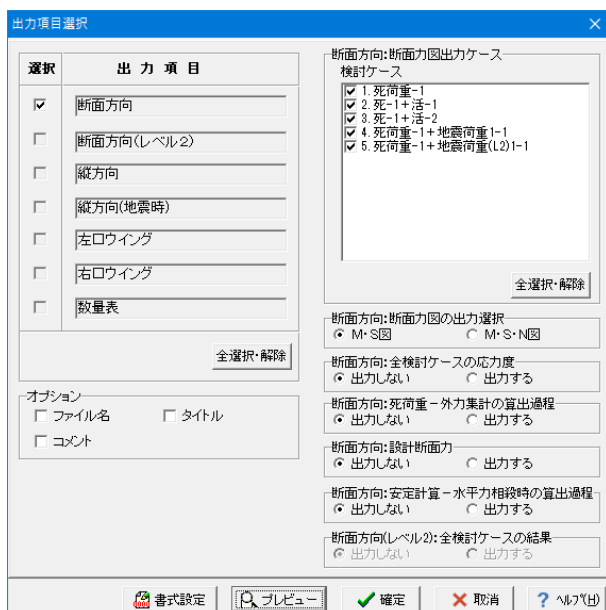 出力項目選択
選択 出 力 項 目
断面方向
断面方向(レベル2)
縦方向
縦方向(地震時)
左口ウイング
右口ウイング
数量表
全選択・解除
オプション
ファイル名 タイトル
コメント
断面方向:断面力図出力ケース
検討ケース
1. 死荷重-1
2. 死-1+活-1
3. 死-1+活-2
4. 死荷重-1+地震荷重1-1
5. 死荷重-1+地震荷重(L2)1-1
全選択・解除
断面方向:断面力図の出力選択
M・S図 M・S・N図
断面方向:全検討ケースの応力度
出力しない 出力する
断面方向:死荷重-外力集計の算出過程
出力しない 出力する
断面方向:設計断面力
出力しない 出力する
断面方向:安定計算-水平力相殺時の算出過程
出力しない 出力する
断面方向(レベル2):全検討ケースの結果
出力しない 出力する
書式設定 プレビュー 確定 取消 ? ヘルプ(H)